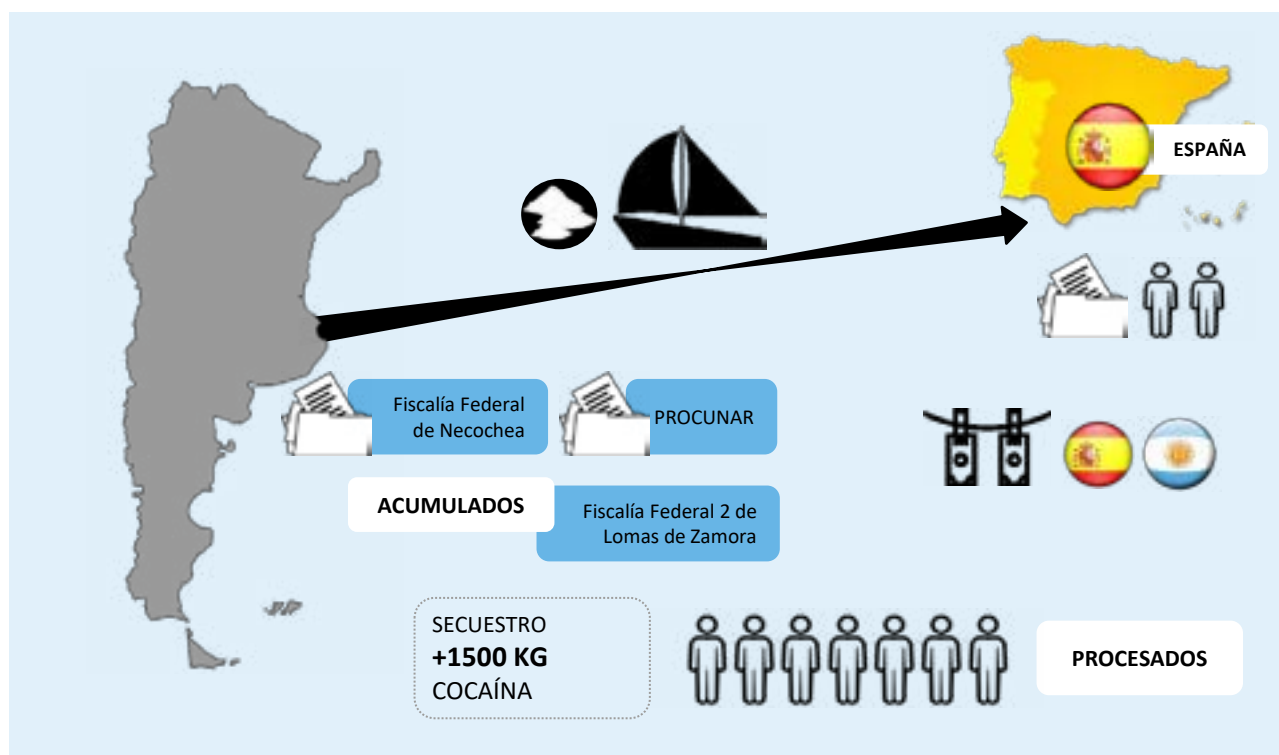 ESPAÑA
Fiscalía Federal
de Necochea
PROCUNAR
ACUMULADOS
Fiscalía Federal 2 de
Lomas de Zamora
SECUESTRO
+1500 KG
COCAÍNA
PROCESADOS